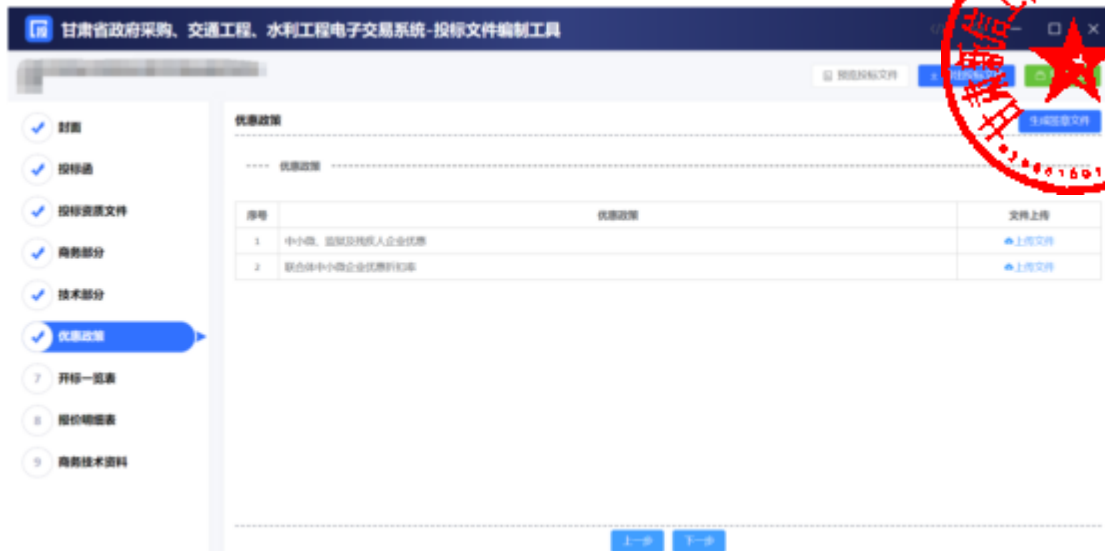 甘肃省政府采购、交通工程、水利工程电子交易系统-投标文件编制工具
预览投标文件
封面
投标函
投标资质文件
商务部分
技术部分
优惠政策
7 开标一览表
8 报价明细表
9 商务技术资料
优惠政策
生成签章文件
优惠政策
序号 优惠政策 文件上传
1 中小微、监狱及残疾人企业优惠 上传文件
2 联合体中小微企业优惠折扣率 上传文件
上一步 下一步